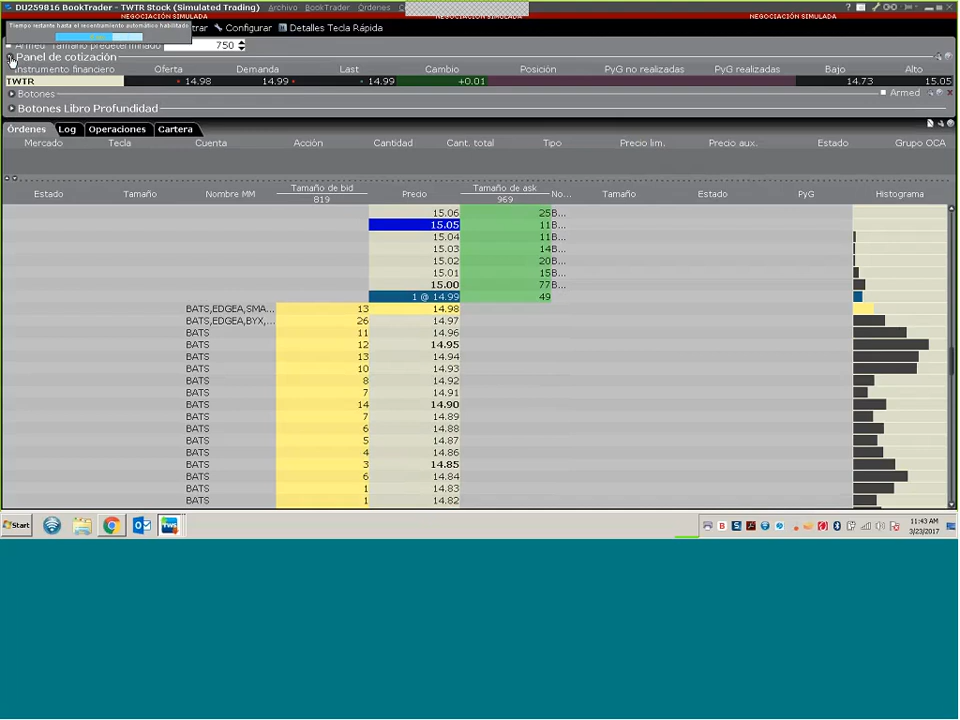 DU259816 BookTrader - TWTR Stock (Simulated Trading) Archivo BookTrader Órdenes
NEGOCIACIÓN SIMULADA NEGOCIACIÓN SIMULADA NEGOCIACIÓN SIMULADA
Tiempo restante hasta el recentramiento automático habilitado
Configurar Detalles Tecla Rápida
Armed Tamaño predeterminado 750
Panel de cotización
Instrumento financiero Oferta Demanda Last Cambio Posición PyG no realizadas PyG realizadas Bajo Alto
TWTR 14.98 14.99 14.99 +0.01 14.73 15.05
Botones Armed
Botones Libro Profundidad
Órdenes Log Operaciones Cartera
Mercado Tecla Cuenta Acción Cantidad Cant. total Tipo Precio lim. Precio aux. Estado Grupo OCA
Estado Tamaño Nombre MM Tamaño de bid 819 Precio Tamaño de ask 969 No... Tamaño Estado PyG Histograma
15.06 25 B...
15.05 11 B...
15.04 11 B...
15.03 14 B...
15.02 20 B...
15.01 15 B...
15.00 77 B...
1 @ 14.99 49
BATS,EDGEA,SMA... 13 14.98
BATS,EDGEA,BYX,... 26 14.97
BATS 11 14.96
BATS 12 14.95
BATS 13 14.94
BATS 10 14.93
BATS 8 14.92
BATS 7 14.91
BATS 14 14.90
BATS 7 14.89
BATS 6 14.88
BATS 5 14.87
BATS 4 14.86
BATS 3 14.85
BATS 6 14.84
BATS 1 14.83
BATS 1 14.82
Start 11:43 AM
3/23/2017